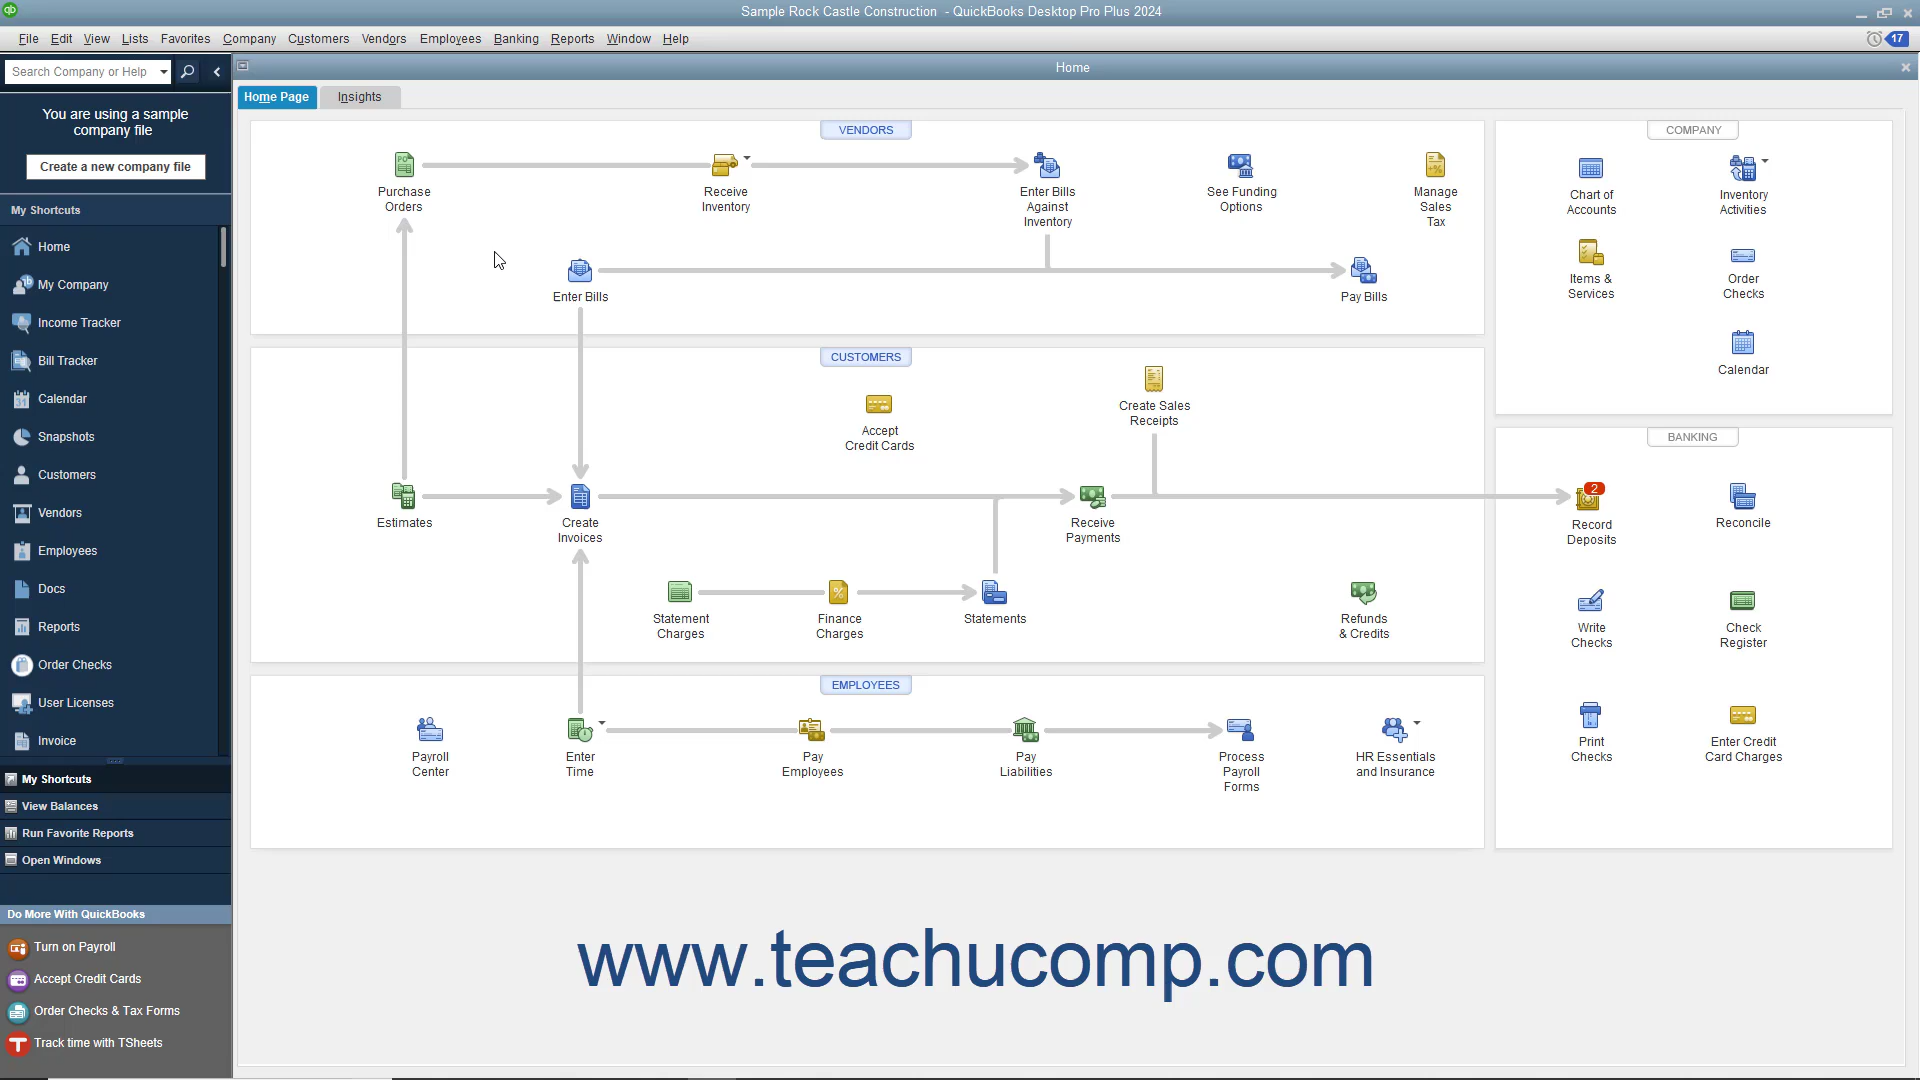 Sample Rock Castle Construction - QuickBooks Desktop Pro Plus 2024
File Edit View Lists Favorites Company Customers Vendors Employees Banking Reports Window Help
17
Search Company or Help
Home
You are using a sample
company file
Create a new company file
My Shortcuts
Home
My Company
Income Tracker
Bill Tracker
Calendar
Snapshots
Customers
Vendors
Employees
Docs
Reports
Order Checks
User Licenses
Invoice
My Shortcuts
View Balances
Run Favorite Reports
Open Windows
Do More With QuickBooks
Turn on Payroll
Accept Credit Cards
Order Checks & Tax Forms
Track time with TSheets
Home Page
Insights
VENDORS
Purchase
Orders
Receive
Inventory
Enter Bills
Against
Inventory
See Funding
Options
Manage
Sales
Tax
Enter Bills
Pay Bills
CUSTOMERS
Accept
Credit Cards
Create Sales
Receipts
Estimates
Create
Invoices
Receive
Payments
Statement
Charges
Finance
Charges
Statements
Refunds
& Credits
EMPLOYEES
Payroll
Center
Enter
Time
Pay
Employees
Pay
Liabilities
Process
Payroll
Forms
HR Essentials
and Insurance
COMPANY
Chart of
Accounts
Inventory
Activities
Items &
Services
Order
Checks
Calendar
BANKING
2
Record
Deposits
Reconcile
Write
Checks
Check
Register
Print
Checks
Enter Credit
Card Charges
www.teachucomp.com